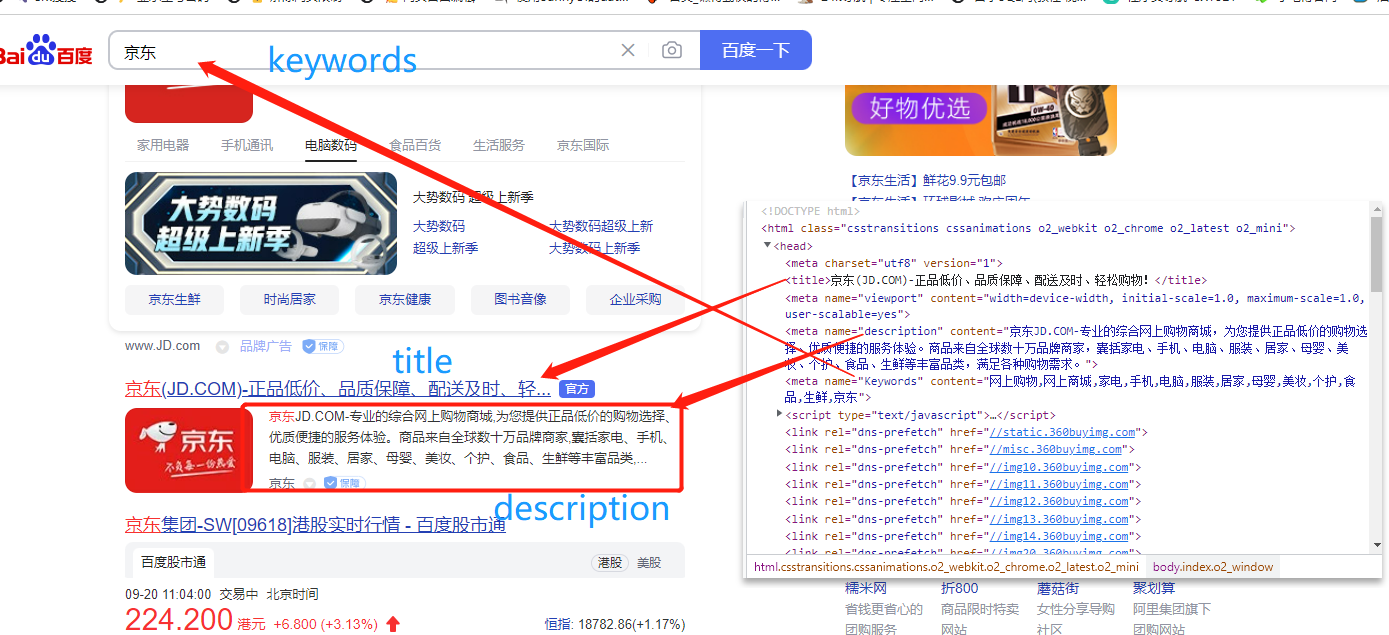 Baidu百度
京东
keywords
百度一下
家用电器 手机通讯 电脑数码 食品百货 生活服务 京东国际
大势数码
超级上新季
大势数码 超级上新季
大势数码 大势数码超级上新
超级上新季 大势数码上新季
京东生鲜 时尚居家 京东健康 图书音像 企业采购
好物优选
0W-40
【京东生活】鲜花9.9元包邮
www.JD.com 品牌广告 保障
title
京东(JD.COM)-正品低价、品质保障、配送及时、轻... 官方
京东
不负每一份热爱
京东JD.COM-专业的综合网上购物商城,为您提供正品低价的购物选择、
优质便捷的服务体验。商品来自全球数十万品牌商家,囊括家电、手机、
电脑、服装、居家、母婴、美妆、个护、食品、生鲜等丰富品类,...
京东 保障
description
京东集团-SW[09618]港股实时行情 - 百度股市通
百度股市通 港股 美股
09-20 11:04:00 交易中 北京时间
224.200 港元 +6.800 (+3.13%)
恒指: 18782.86(+1.17%)
<!DOCTYPE html>
<html class="csstransitions cssanimations o2_webkit o2_chrome o2_latest o2_mini">
<head>
<meta charset="utf8" version="1">
<title>京东(JD.COM)-正品低价、品质保障、配送及时、轻松购物！</title>
<meta name="viewport" content="width=device-width, initial-scale=1.0, maximum-scale=1.0,
user-scalable=yes">
<meta name="description" content="京东JD.COM-专业的综合网上购物商城，为您提供正品低价的购物选
择、优质便捷的服务体验。商品来自全球数十万品牌商家，囊括家电、手机、电脑、服装、居家、母婴、美
妆、个护、食品、生鲜等丰富品类，满足各种购物需求。">
<meta name="Keywords" content="网上购物,网上商城,家电,手机,电脑,服装,居家,母婴,美妆,个护,食
品,生鲜,京东">
<script type="text/javascript">…</script>
<link rel="dns-prefetch" href="//static.360buyimg.com">
<link rel="dns-prefetch" href="//misc.360buyimg.com">
<link rel="dns-prefetch" href="//img10.360buyimg.com">
<link rel="dns-prefetch" href="//img11.360buyimg.com">
<link rel="dns-prefetch" href="//img12.360buyimg.com">
<link rel="dns-prefetch" href="//img13.360buyimg.com">
<link rel="dns-prefetch" href="//img14.360buyimg.com">
<link rel="dns-prefetch" href="//img20.360buyimg.com">
html.csstransitions.cssanimations.o2_webkit.o2_chrome.o2_latest.o2_mini body.index.o2_window
糯米网 折800 蘑菇街 聚划算
省钱更省心的 商品限时特卖 女性分享导购 阿里集团旗下
团购服务 网站 社区 团购网站